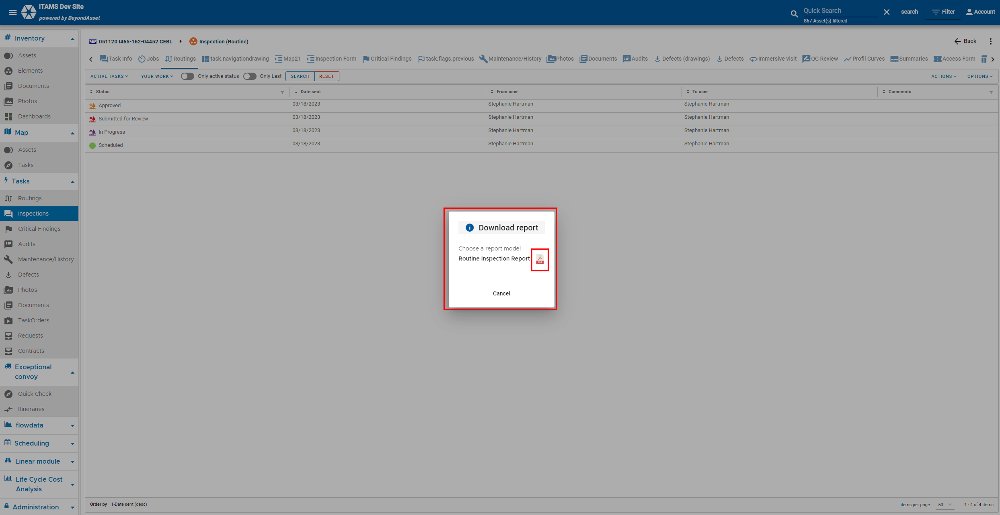 iTAMS Dev Site
powered by BeyondAsset
Quick Search
867 Asset(s) filtered
search
Filter
Account
Inventory
Assets
Elements
Documents
Photos
Dashboards
Map
Assets
Tasks
Tasks
Routings
Inspections
Critical Findings
Audits
Maintenance/History
Defects
Photos
Documents
TaskOrders
Requests
Contracts
Exceptional
convoy
Quick Check
Itineraries
flowdata
Scheduling
Linear module
Life Cycle Cost
Analysis
Administration
051120 I465-162-04452 CEBL
Inspection (Routine)
Back
Task Info Jobs Routings task.navigationdrawing Map21 Inspection Form Critical Findings task.flags.previous Maintenance/History Photos Documents Audits Defects (drawings) Defects Immersive visit QC Review Profil Curves Summaries Access Form
ACTIVE TASKS YOUR WORK Only active status Only Last SEARCH RESET ACTIONS OPTIONS
Status Date sent From user To user Comments
Approved 03/18/2023 Stephanie Hartman Stephanie Hartman
Submitted for Review 03/18/2023 Stephanie Hartman Stephanie Hartman
In Progress 03/18/2023 Stephanie Hartman Stephanie Hartman
Scheduled 03/18/2023 Stephanie Hartman Stephanie Hartman
Download report
Choose a report model
Routine Inspection Report
PDF
Cancel
Order by 1-Date sent (desc) items per page 50 1 - 4 of 4 items